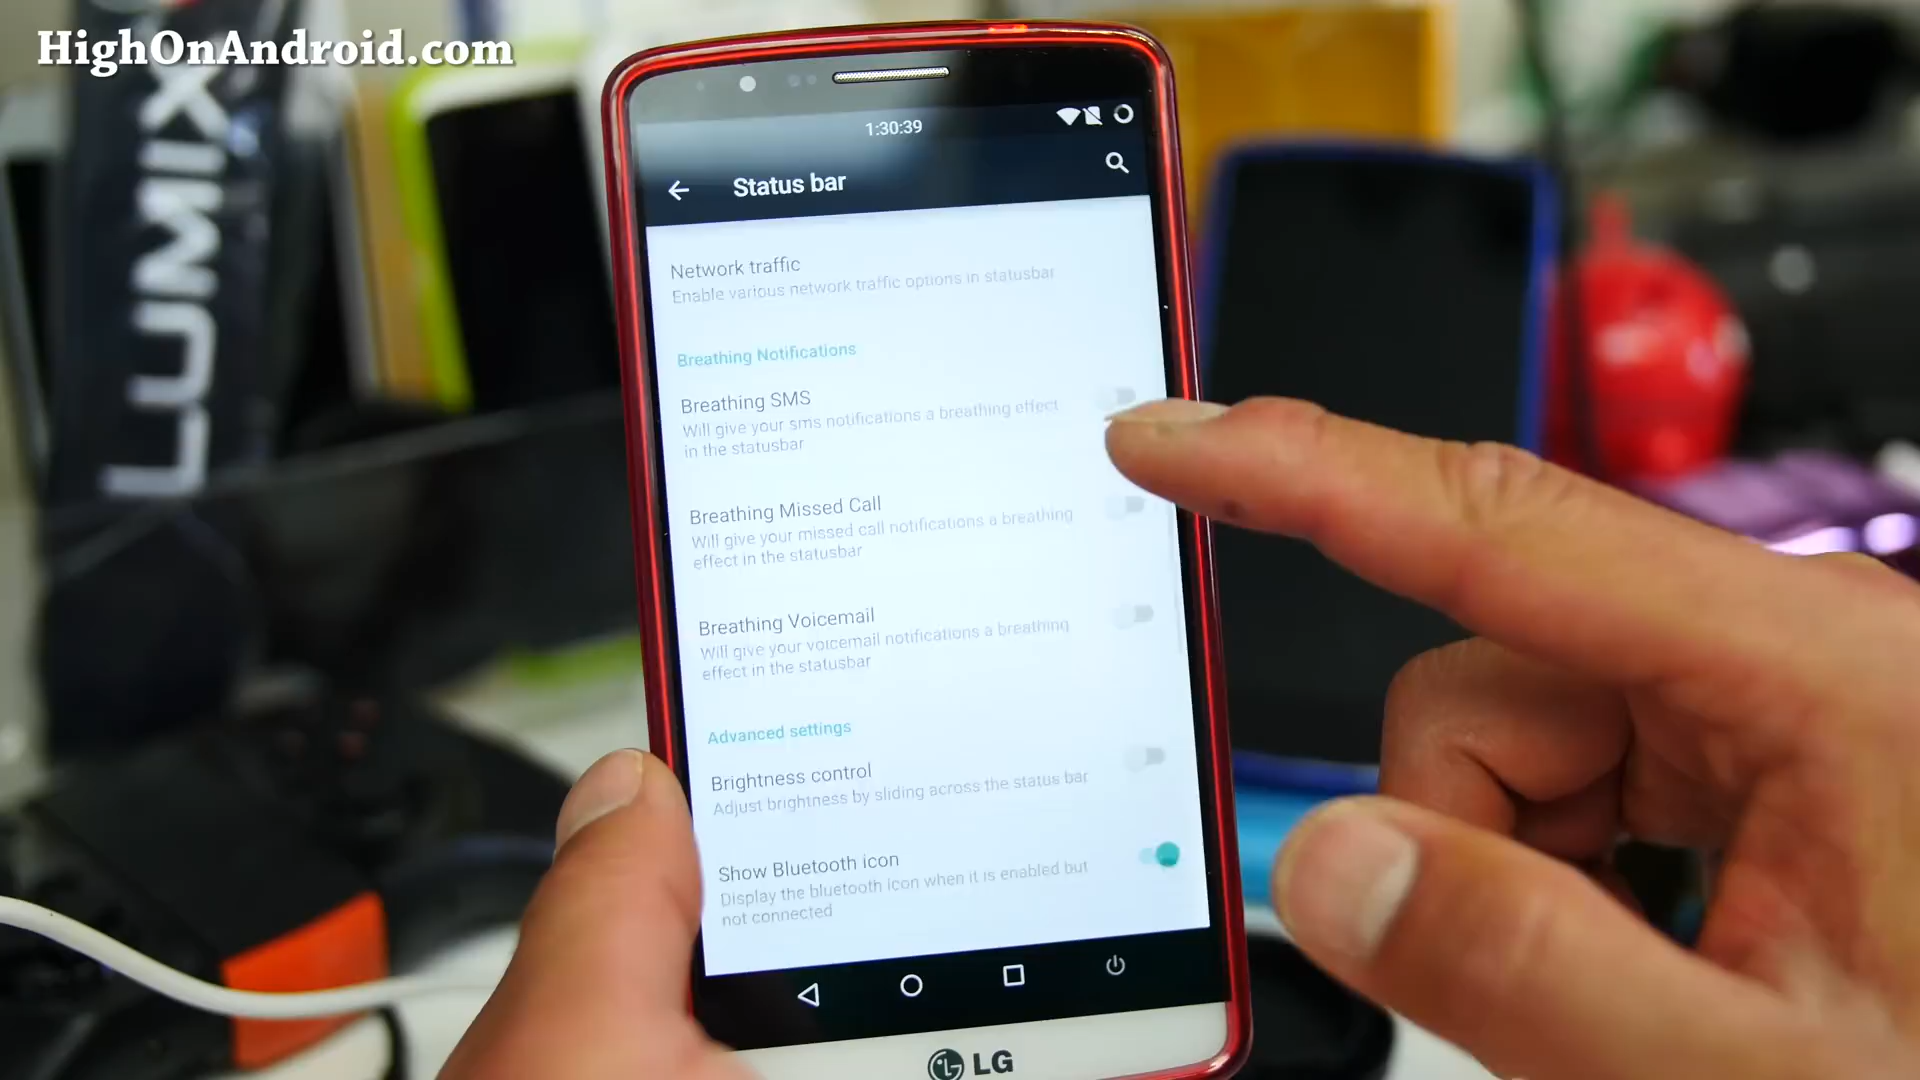 HighOnAndroid.com
LUMIX
1:30:39
Status bar
Network traffic
Enable various network traffic options in statusbar
Breathing Notifications
Breathing SMS
Will give your sms notifications a breathing effect
in the statusbar
Breathing Missed Call
Will give your missed call notifications a breathing
effect in the statusbar
Breathing Voicemail
Will give your voicemail notifications a breathing
effect in the statusbar
Advanced settings
Brightness control
Adjust brightness by sliding across the status bar
Show Bluetooth icon
Display the bluetooth icon when it is enabled but
not connected
LG